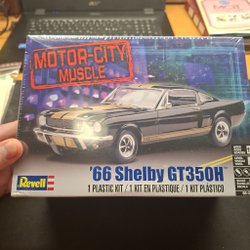 MOTOR-CITY
MUSCLE
'66 Shelby GT350H
1 PLASTIC KIT / 1 KIT EN PLASTIQUE / 1 KIT PLÁSTICO
Revell